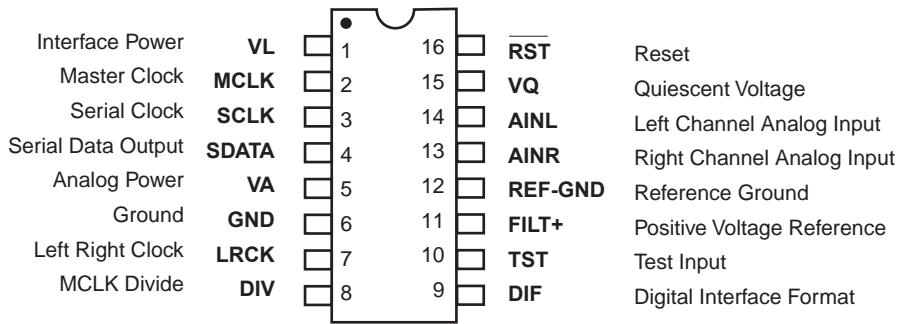 Interface Power VL 1 16 RST Reset
Master Clock MCLK 2 15 VQ Quiescent Voltage
Serial Clock SCLK 3 14 AINL Left Channel Analog Input
Serial Data Output SDATA 4 13 AINR Right Channel Analog Input
Analog Power VA 5 12 REF-GND Reference Ground
Ground GND 6 11 FILT+ Positive Voltage Reference
Left Right Clock LRCK 7 10 TST Test Input
MCLK Divide DIV 8 9 DIF Digital Interface Format